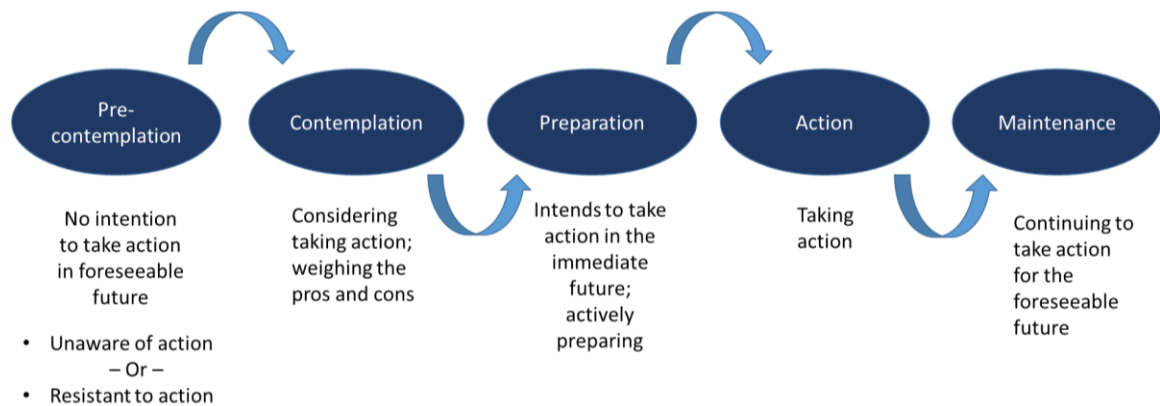 Pre-
contemplation
Contemplation
Preparation
Action
Maintenance
No intention
to take action
in foreseeable
future
• Unaware of action
– Or –
• Resistant to action
Considering
taking action;
weighing the
pros and cons
Intends to take
action in the
immediate
future;
actively
preparing
Taking
action
Continuing to
take action
for the
foreseeable
future